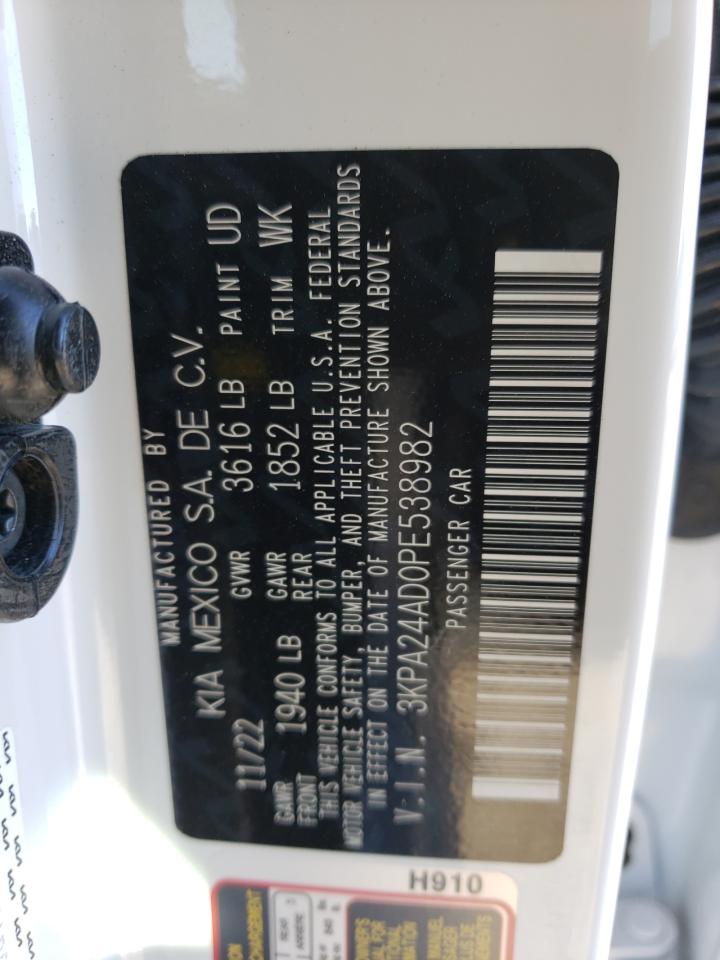 MANUFACTURED BY
KIA MEXICO S.A. DE C.V.
11/22 GVWR 3616 LB PAINT UD
GAWR FRONT 1940 LB GAWR REAR 1852 LB TRIM WK
THIS VEHICLE CONFORMS TO ALL APPLICABLE U.S.A. FEDERAL
MOTOR VEHICLE SAFETY, BUMPER, AND THEFT PREVENTION STANDARDS
IN EFFECT ON THE DATE OF MANUFACTURE SHOWN ABOVE.
V.I.N. 3KPA24AD0PE538982
PASSENGER CAR
H910